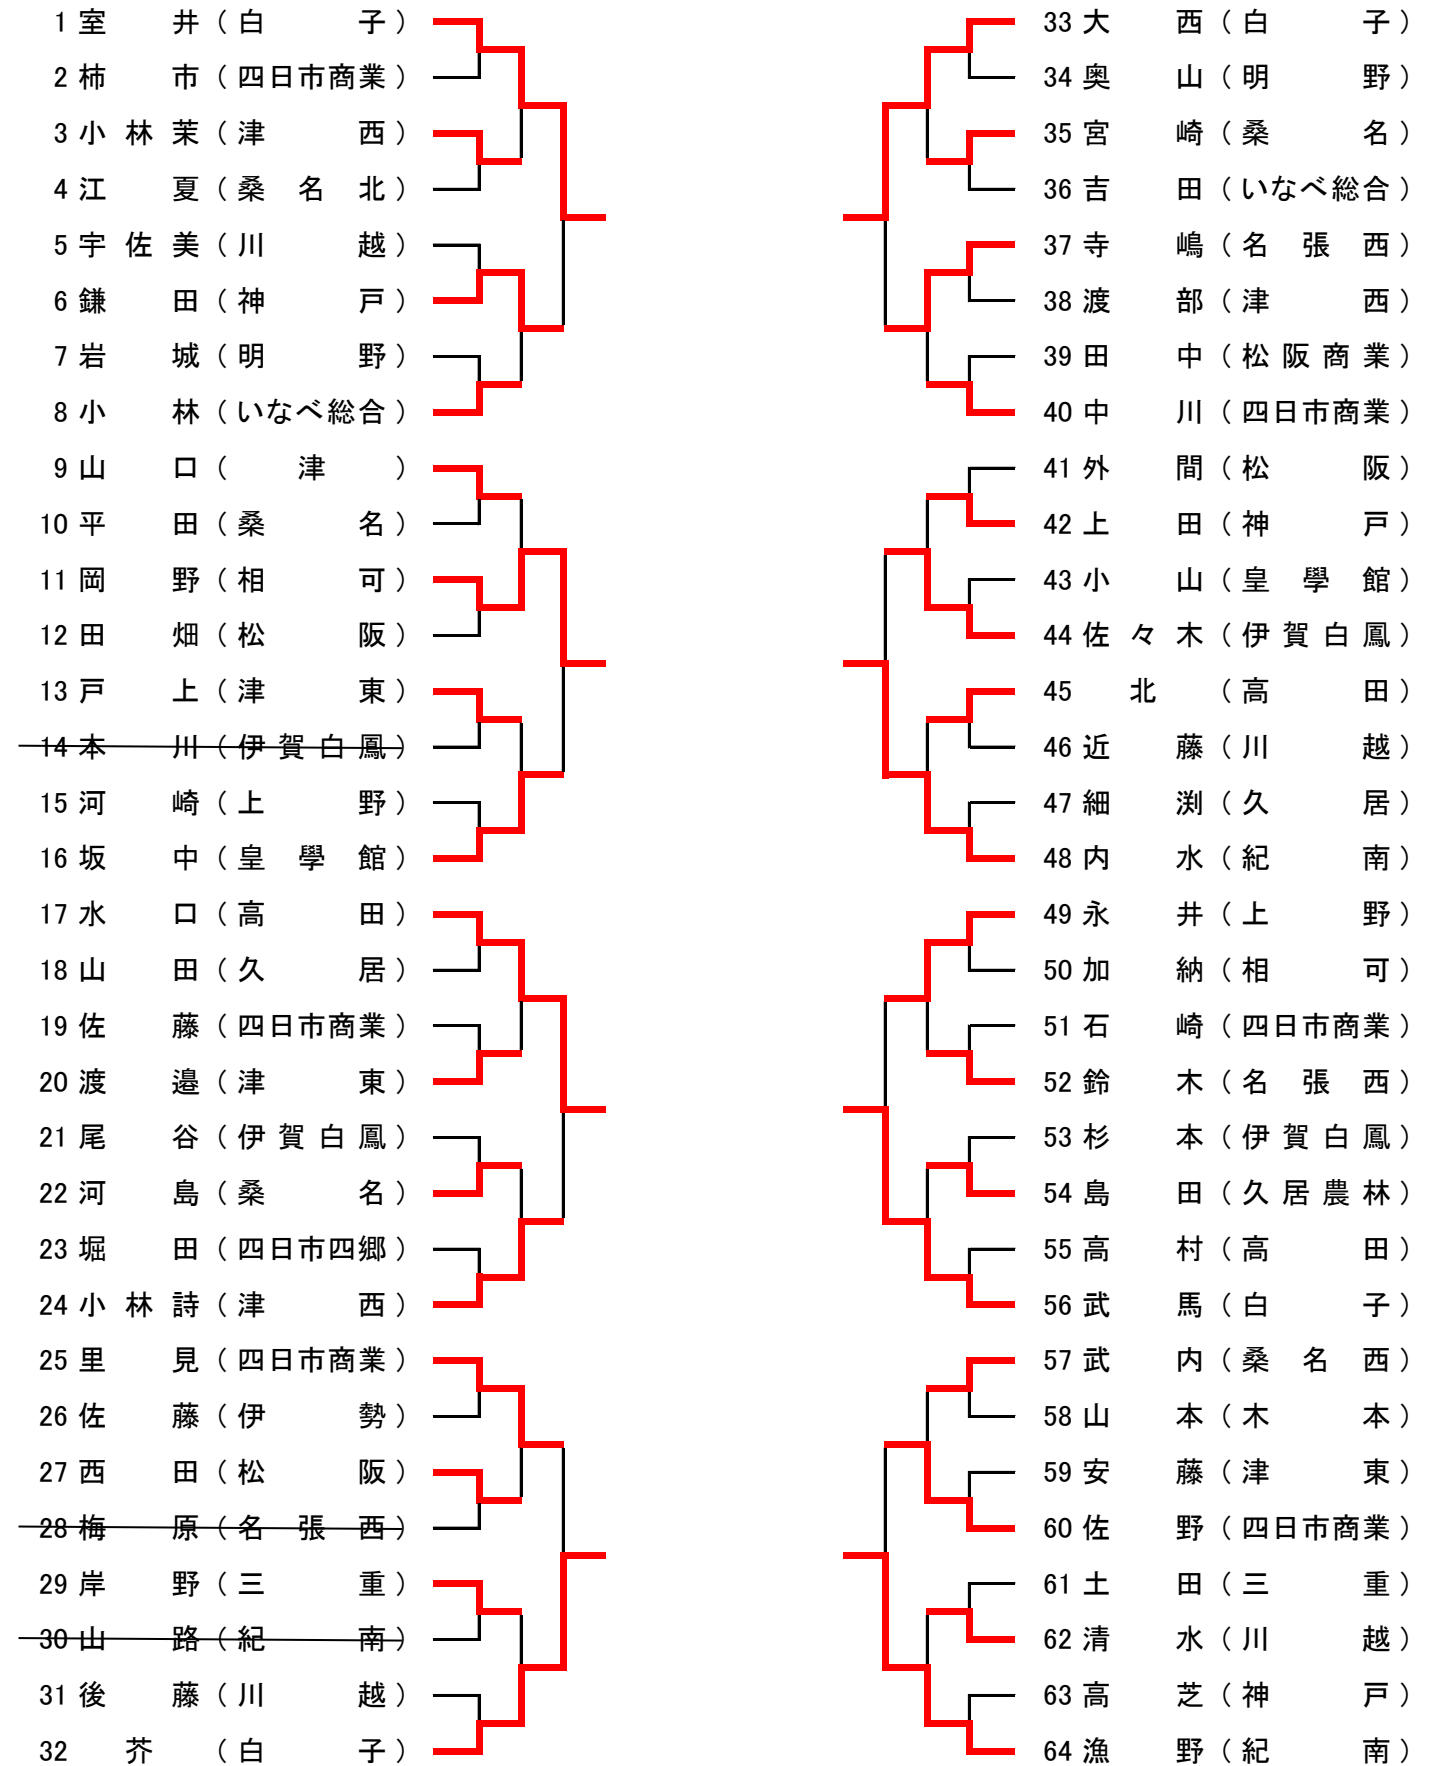 1 室井（白子）
2 柿市（四日市商業）
3 小林茉（津西）
4 江夏（桑名北）
5 宇佐美（川越）
6 鎌田（神戸）
7 岩城（明野）
8 小林（いなべ総合）
9 山口（津）
10 平田（桑名）
11 岡野（相可）
12 田畑（松阪）
13 戸上（津東）
14 本川（伊賀白鳳）
15 河崎（上野）
16 坂中（皇學館）
17 水口（高田）
18 山田（久居）
19 佐藤（四日市商業）
20 渡邉（津東）
21 尾谷（伊賀白鳳）
22 河島（桑名）
23 堀田（四日市四郷）
24 小林詩（津西）
25 里見（四日市商業）
26 佐藤（伊勢）
27 西田（松阪）
28 梅原（名張西）
29 岸野（三重）
30 山路（紀南）
31 後藤（川越）
32 芥（白子）
33 大西（白子）
34 奥山（明野）
35 宮崎（桑名）
36 吉田（いなべ総合）
37 寺嶋（名張西）
38 渡部（津西）
39 田中（松阪商業）
40 中川（四日市商業）
41 外間（松阪）
42 上田（神戸）
43 小山（皇學館）
44 佐々木（伊賀白鳳）
45 北（高田）
46 近藤（川越）
47 細渕（久居）
48 内水（紀南）
49 永井（上野）
50 加納（相可）
51 石崎（四日市商業）
52 鈴木（名張西）
53 杉本（伊賀白鳳）
54 島田（久居農林）
55 高村（高田）
56 武馬（白子）
57 武内（桑名西）
58 山本（木本）
59 安藤（津東）
60 佐野（四日市商業）
61 土田（三重）
62 清水（川越）
63 高芝（神戸）
64 漁野（紀南）